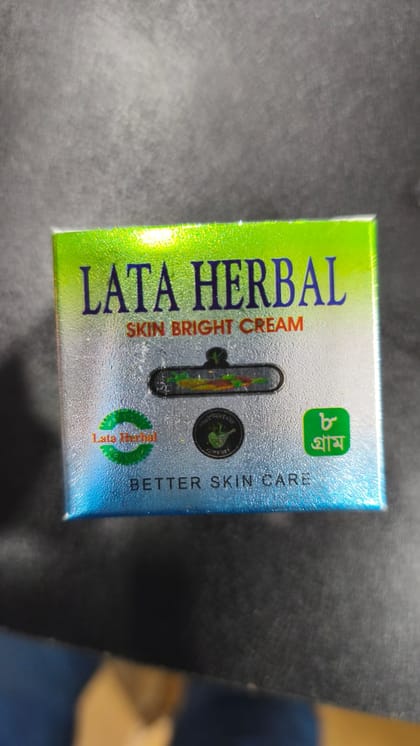 LATA HERBAL
SKIN BRIGHT CREAM
Lata Herbal
৮
গ্রাম
BETTER SKIN CARE